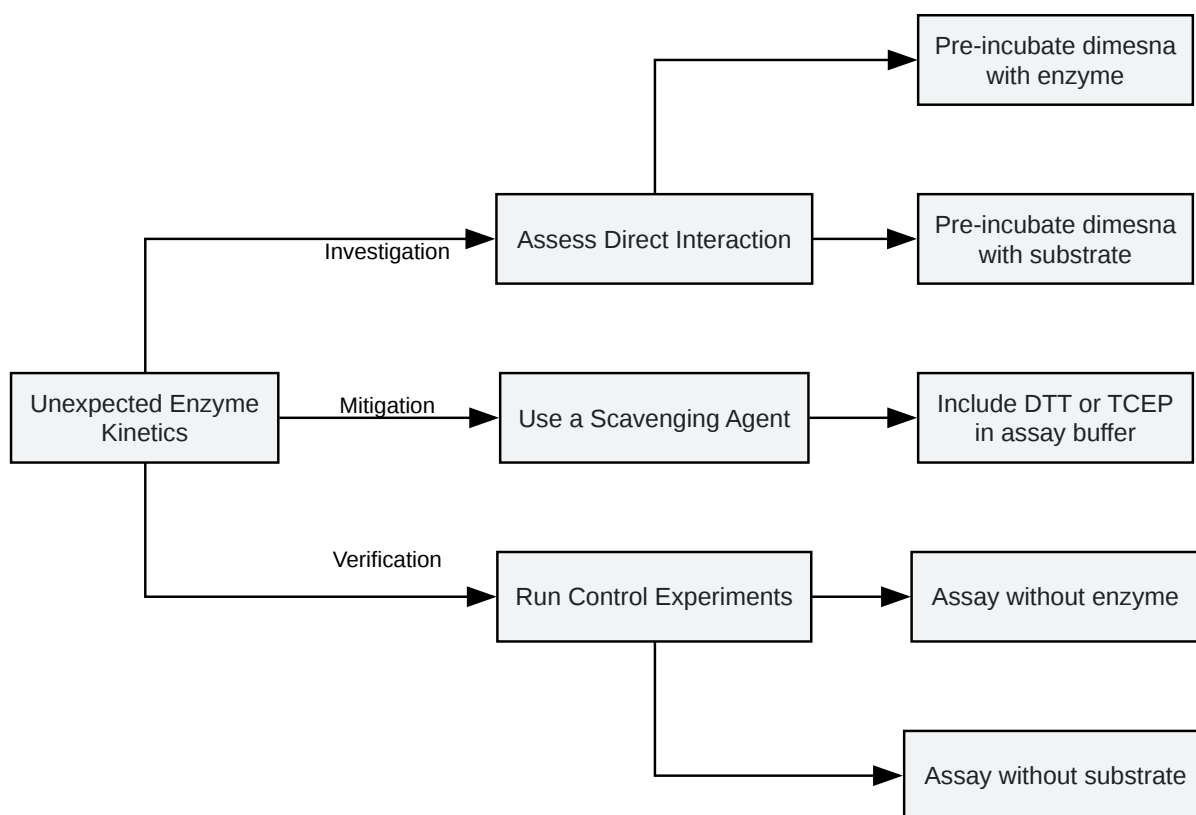 Pre-incubate dimesna
with enzyme
Assess Direct Interaction
Pre-incubate dimesna
with substrate
Investigation
Unexpected Enzyme
Kinetics
Mitigation
Use a Scavenging Agent
Include DTT or TCEP
in assay buffer
Verification
Run Control Experiments
Assay without enzyme
Assay without substrate